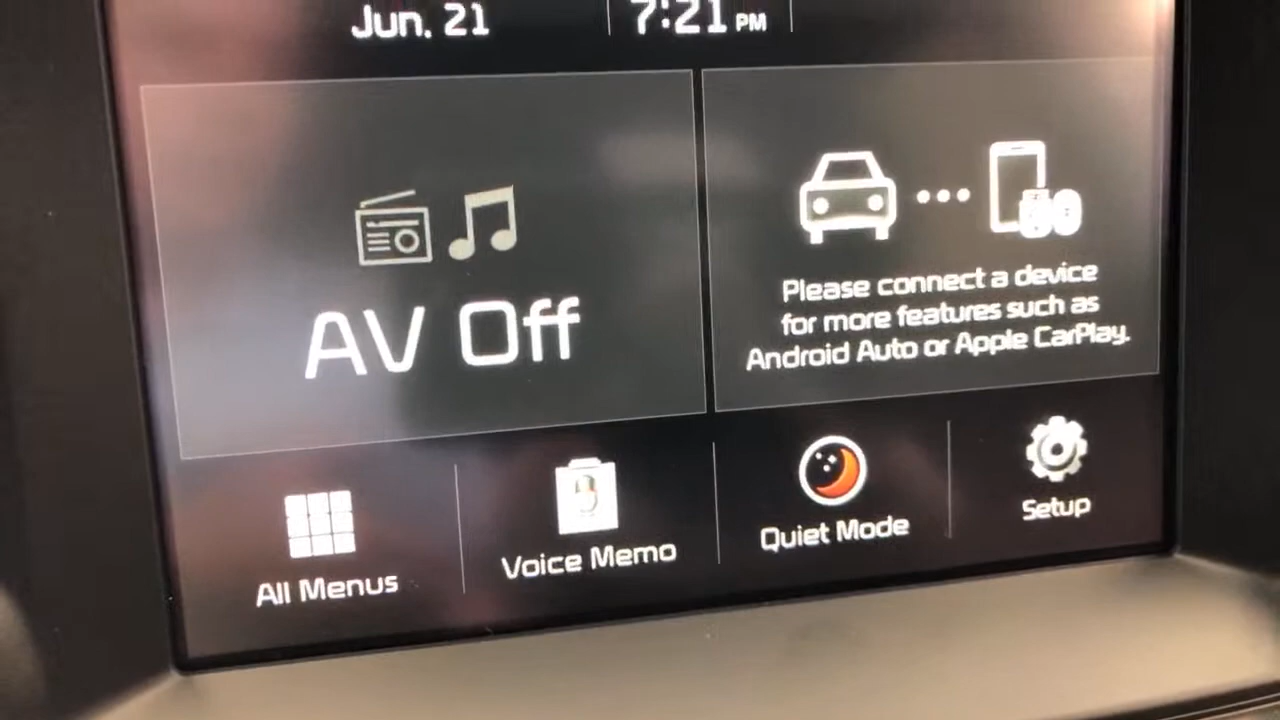 Jun. 21
7:21 PM
AV Off
Please connect a device
for more features such as
Android Auto or Apple CarPlay.
All Menus
Voice Memo
Quiet Mode
Setup